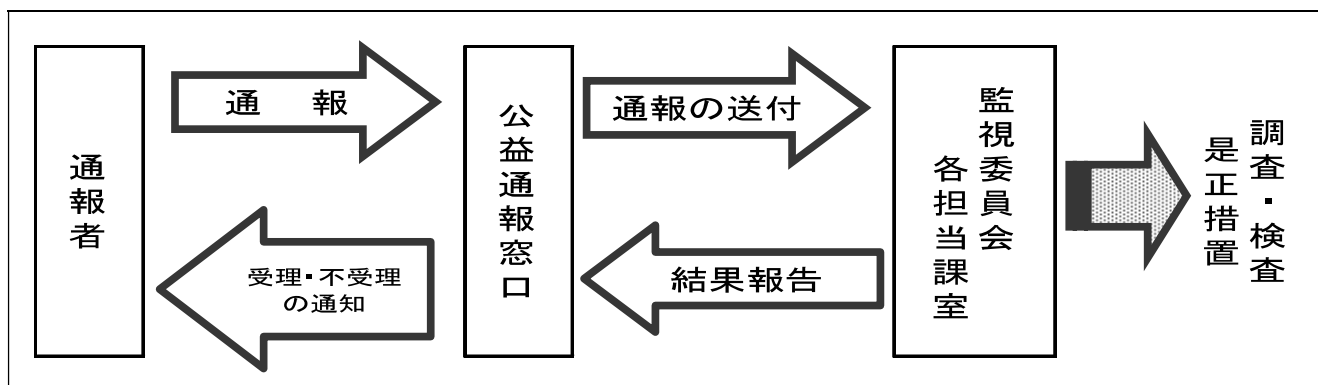 通報者
通　報
受理・不受理
の通知
公益通報窓口
通報の送付
結果報告
監視委員会
各担当課室
調査・検査
是正措置